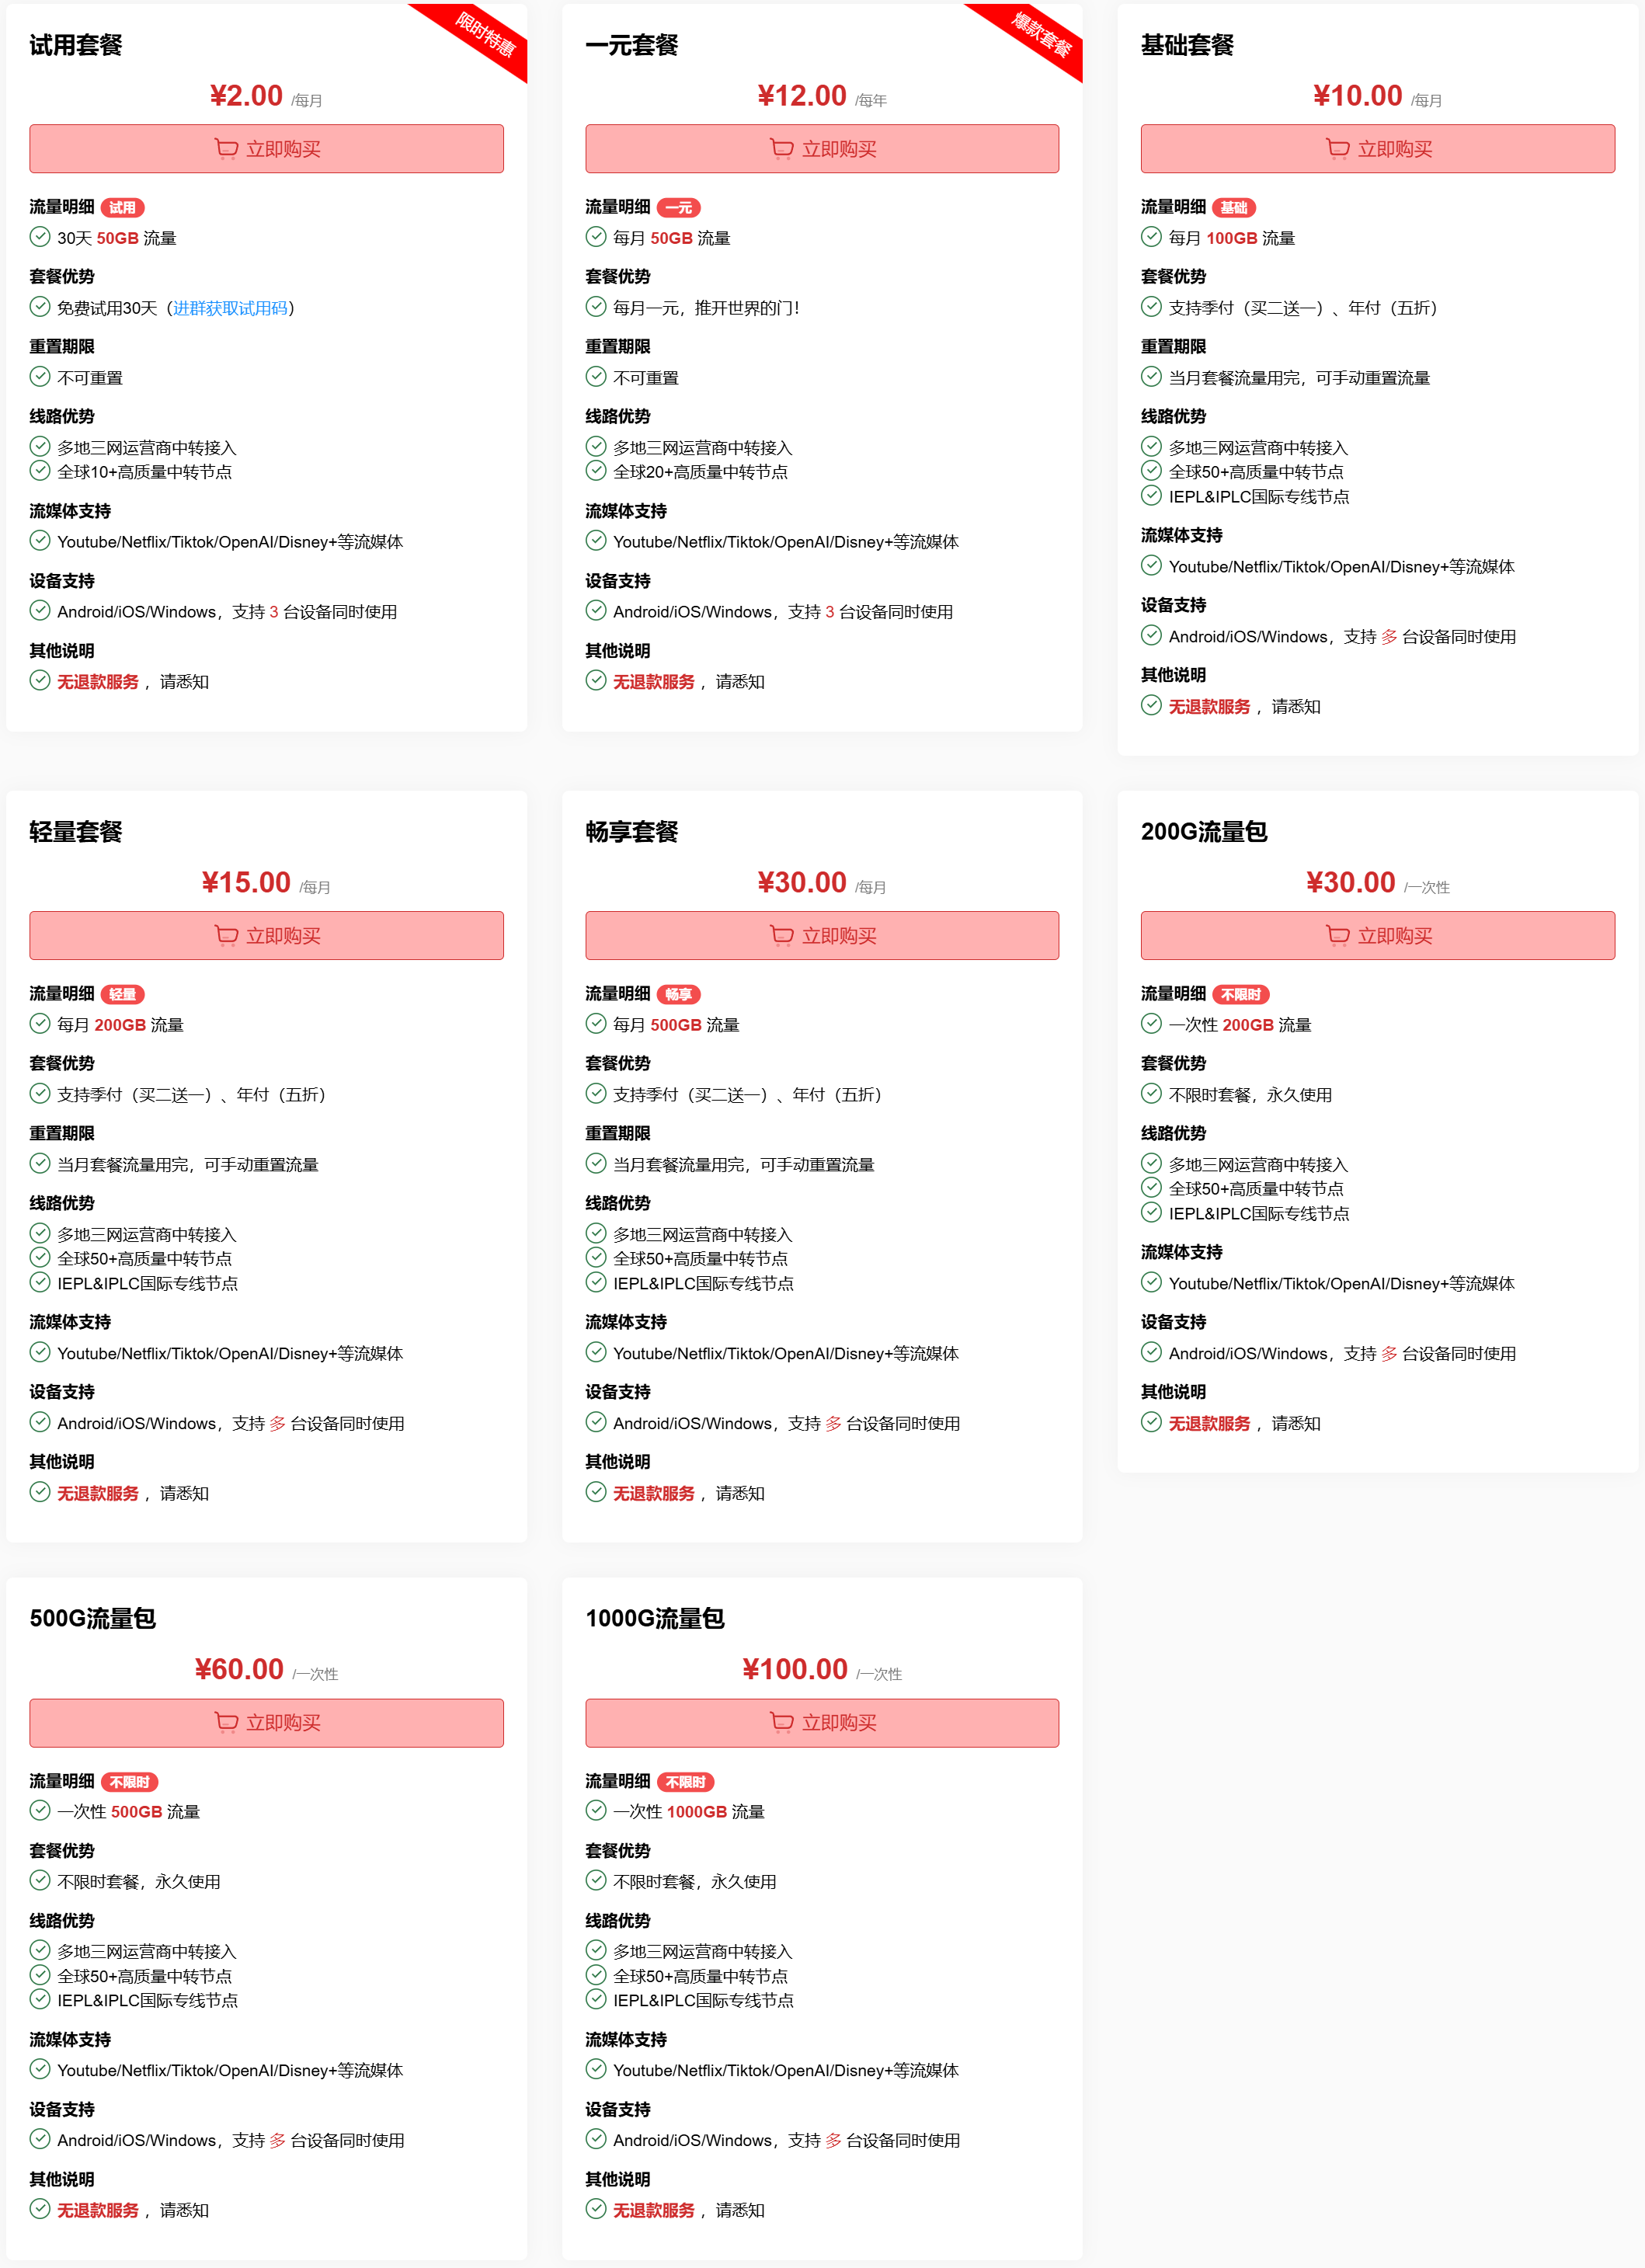 试用套餐
限时特惠
¥2.00 /每月
立即购买
流量明细 试用
30天 50GB 流量
套餐优势
免费试用30天（进群获取试用码）
重置期限
不可重置
线路优势
多地三网运营商中转接入
全球10+高质量中转节点
流媒体支持
Youtube/Netflix/Tiktok/OpenAI/Disney+等流媒体
设备支持
Android/iOS/Windows，支持 3 台设备同时使用
其他说明
无退款服务 ，请悉知
一元套餐
爆款套餐
¥12.00 /每年
立即购买
流量明细 一元
每月 50GB 流量
套餐优势
每月一元，推开世界的门！
重置期限
不可重置
线路优势
多地三网运营商中转接入
全球20+高质量中转节点
流媒体支持
Youtube/Netflix/Tiktok/OpenAI/Disney+等流媒体
设备支持
Android/iOS/Windows，支持 3 台设备同时使用
其他说明
无退款服务 ，请悉知
基础套餐
¥10.00 /每月
立即购买
流量明细 基础
每月 100GB 流量
套餐优势
支持季付（买二送一）、年付（五折）
重置期限
当月套餐流量用完，可手动重置流量
线路优势
多地三网运营商中转接入
全球50+高质量中转节点
IEPL&IPLC国际专线节点
流媒体支持
Youtube/Netflix/Tiktok/OpenAI/Disney+等流媒体
设备支持
Android/iOS/Windows，支持 多 台设备同时使用
其他说明
无退款服务 ，请悉知
轻量套餐
¥15.00 /每月
立即购买
流量明细 轻量
每月 200GB 流量
套餐优势
支持季付（买二送一）、年付（五折）
重置期限
当月套餐流量用完，可手动重置流量
线路优势
多地三网运营商中转接入
全球50+高质量中转节点
IEPL&IPLC国际专线节点
流媒体支持
Youtube/Netflix/Tiktok/OpenAI/Disney+等流媒体
设备支持
Android/iOS/Windows，支持 多 台设备同时使用
其他说明
无退款服务 ，请悉知
畅享套餐
¥30.00 /每月
立即购买
流量明细 畅享
每月 500GB 流量
套餐优势
支持季付（买二送一）、年付（五折）
重置期限
当月套餐流量用完，可手动重置流量
线路优势
多地三网运营商中转接入
全球50+高质量中转节点
IEPL&IPLC国际专线节点
流媒体支持
Youtube/Netflix/Tiktok/OpenAI/Disney+等流媒体
设备支持
Android/iOS/Windows，支持 多 台设备同时使用
其他说明
无退款服务 ，请悉知
200G流量包
¥30.00 /一次性
立即购买
流量明细 不限时
一次性 200GB 流量
套餐优势
不限时套餐，永久使用
线路优势
多地三网运营商中转接入
全球50+高质量中转节点
IEPL&IPLC国际专线节点
流媒体支持
Youtube/Netflix/Tiktok/OpenAI/Disney+等流媒体
设备支持
Android/iOS/Windows，支持 多 台设备同时使用
其他说明
无退款服务 ，请悉知
500G流量包
¥60.00 /一次性
立即购买
流量明细 不限时
一次性 500GB 流量
套餐优势
不限时套餐，永久使用
线路优势
多地三网运营商中转接入
全球50+高质量中转节点
IEPL&IPLC国际专线节点
流媒体支持
Youtube/Netflix/Tiktok/OpenAI/Disney+等流媒体
设备支持
Android/iOS/Windows，支持 多 台设备同时使用
其他说明
无退款服务 ，请悉知
1000G流量包
¥100.00 /一次性
立即购买
流量明细 不限时
一次性 1000GB 流量
套餐优势
不限时套餐，永久使用
线路优势
多地三网运营商中转接入
全球50+高质量中转节点
IEPL&IPLC国际专线节点
流媒体支持
Youtube/Netflix/Tiktok/OpenAI/Disney+等流媒体
设备支持
Android/iOS/Windows，支持 多 台设备同时使用
其他说明
无退款服务 ，请悉知